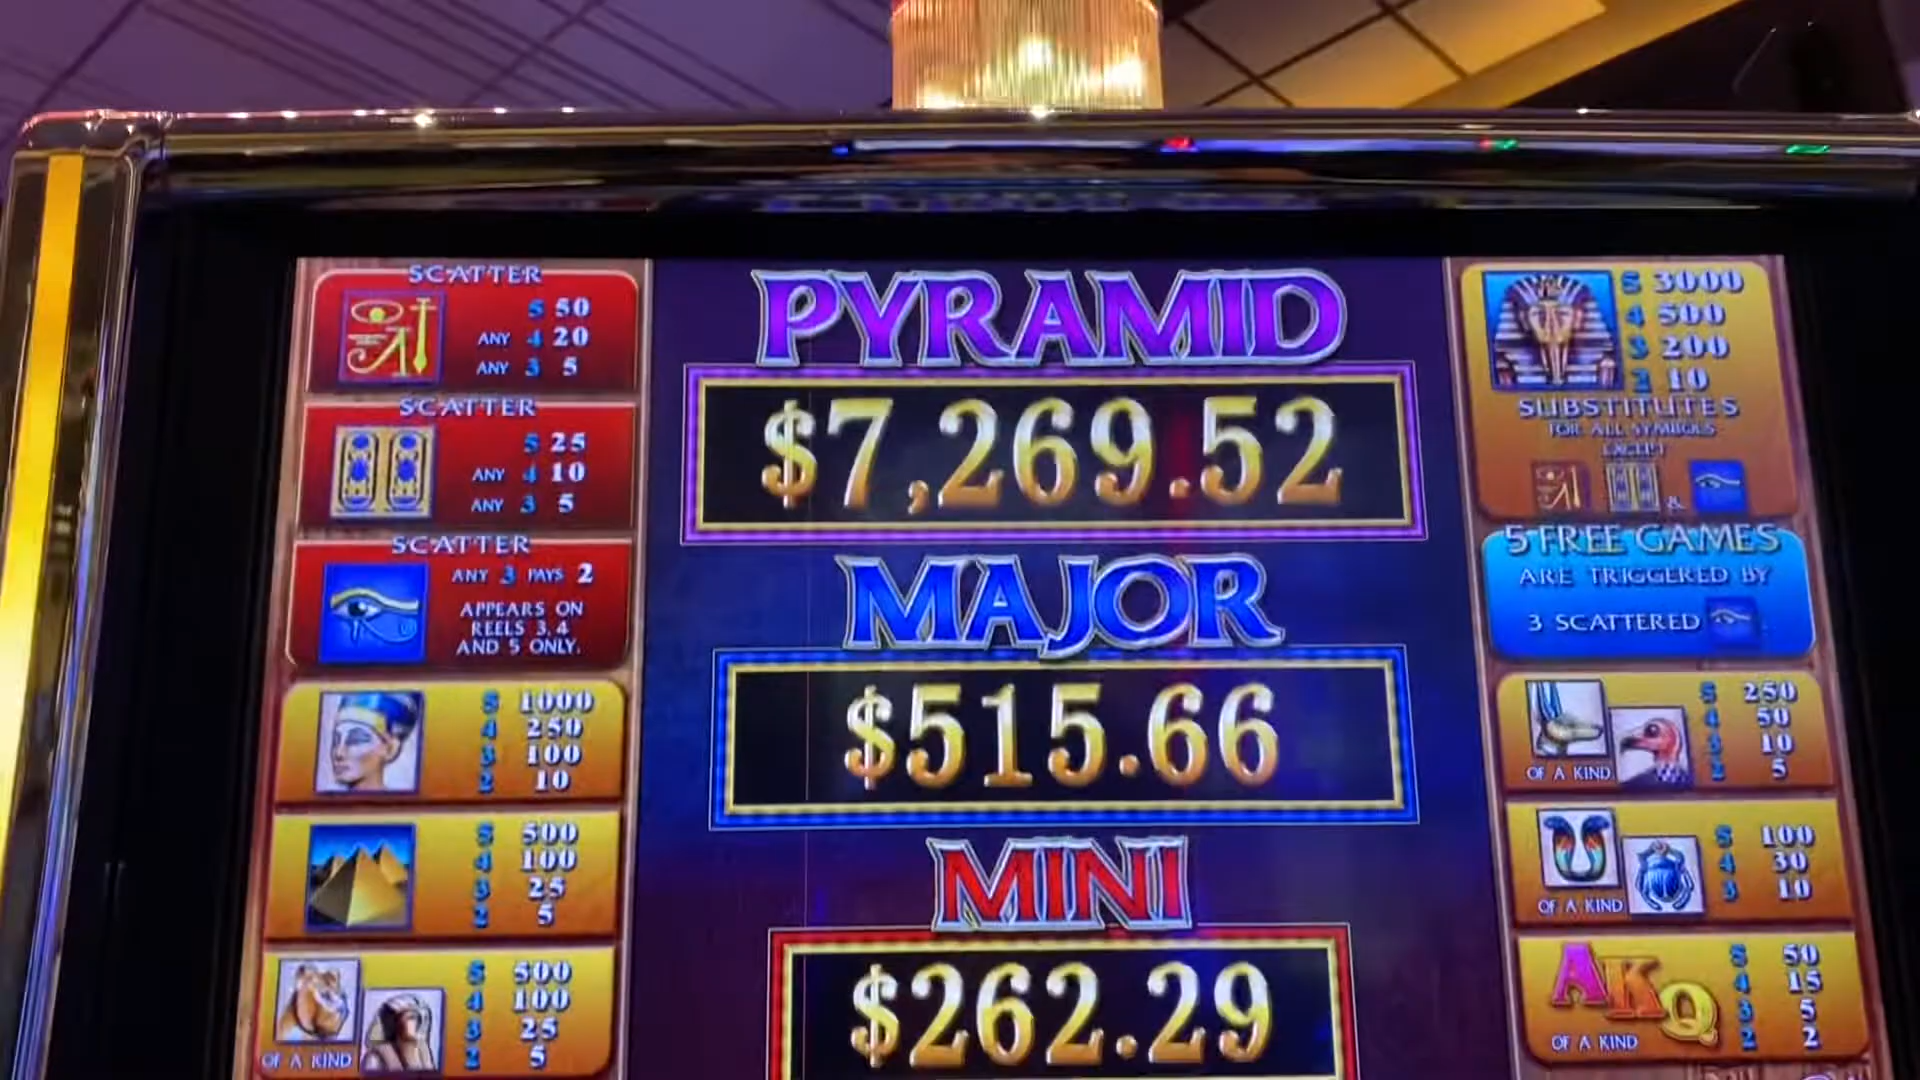 SCATTER
5 50
ANY 4 20
ANY 3 5
SCATTER
5 25
ANY 4 10
ANY 3 5
SCATTER
ANY 3 PAYS 2
APPEARS ON
REELS 3, 4
AND 5 ONLY.
5 1000
4 250
3 100
2 10
5 500
4 100
3 25
2 5
5 500
4 100
3 25
2 5
OF A KIND
PYRAMID
$7,269.52
MAJOR
$515.66
MINI
$262.29
5 3000
4 500
3 200
2 10
SUBSTITUTES
FOR ALL SYMBOLS
EXCEPT
&
5 FREE GAMES
ARE TRIGGERED BY
3 SCATTERED
5 250
4 50
3 10
2 5
OF A KIND
5 100
4 30
3 10
OF A KIND
A K Q
5 50
4 15
3 5
2 2
OF A KIND